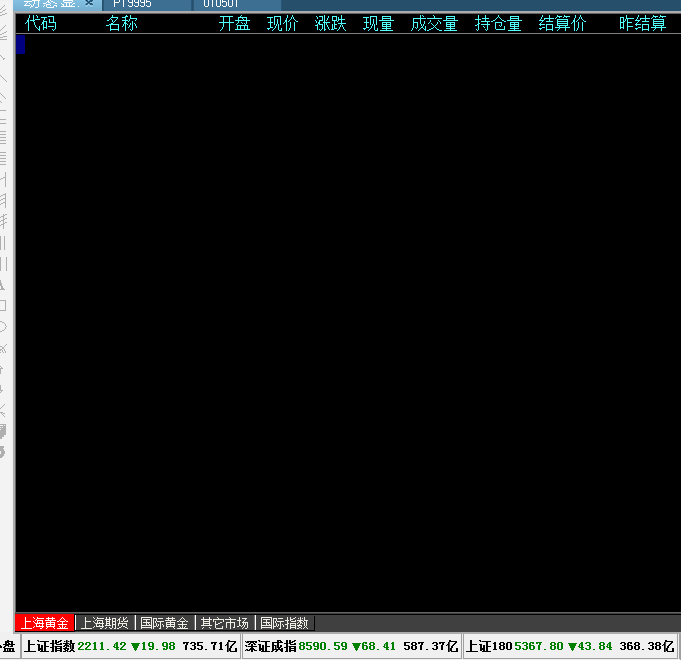 动态显. × PT9995 010501
代码 名称 开盘 现价 涨跌 现量 成交量 持仓量 结算价 昨结算
上海黄金 上海期货 国际黄金 其它市场 国际指数
盘 上证指数 2211.42 ▼19.98 735.71亿 深证成指 8590.59 ▼68.41 587.37亿 上证180 5367.80 ▼43.84 368.38亿